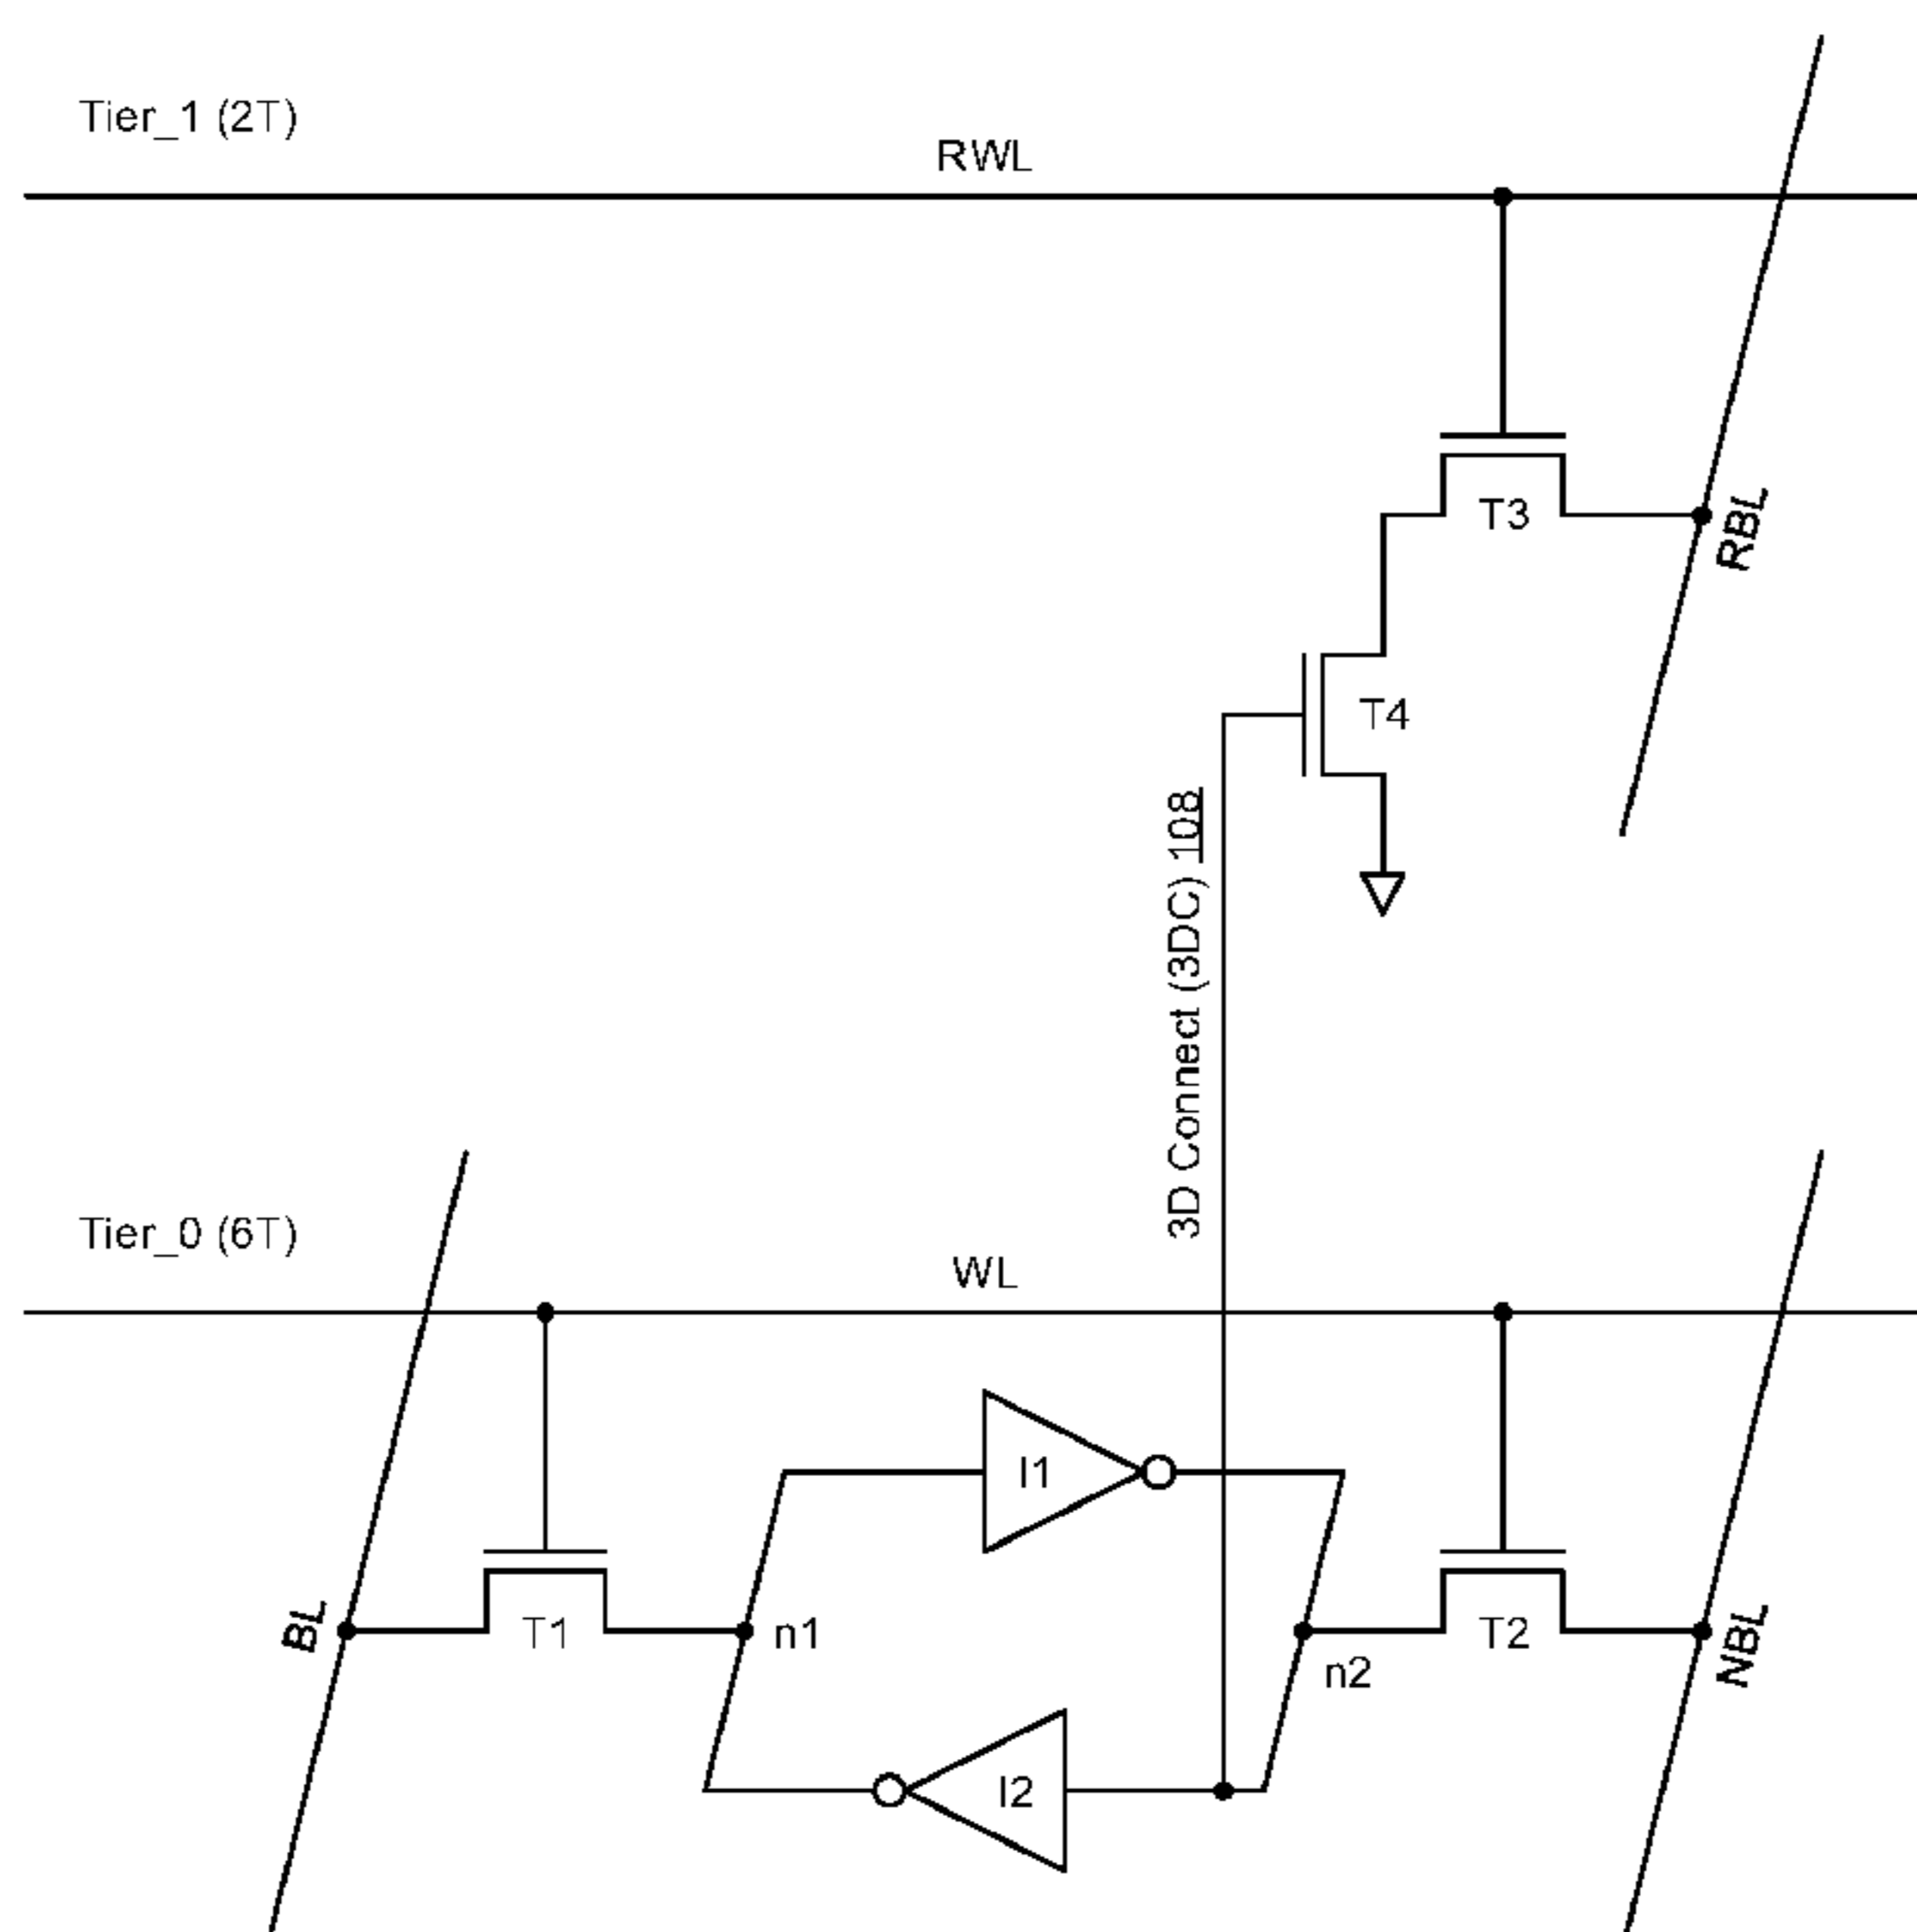 Tier_1 (2T)
RWL
T3
RBL
T4
3D Connect (3DC) 108
Tier_0 (6T)
WL
I1
BL
T1
n1
T2
n2
NBL
I2